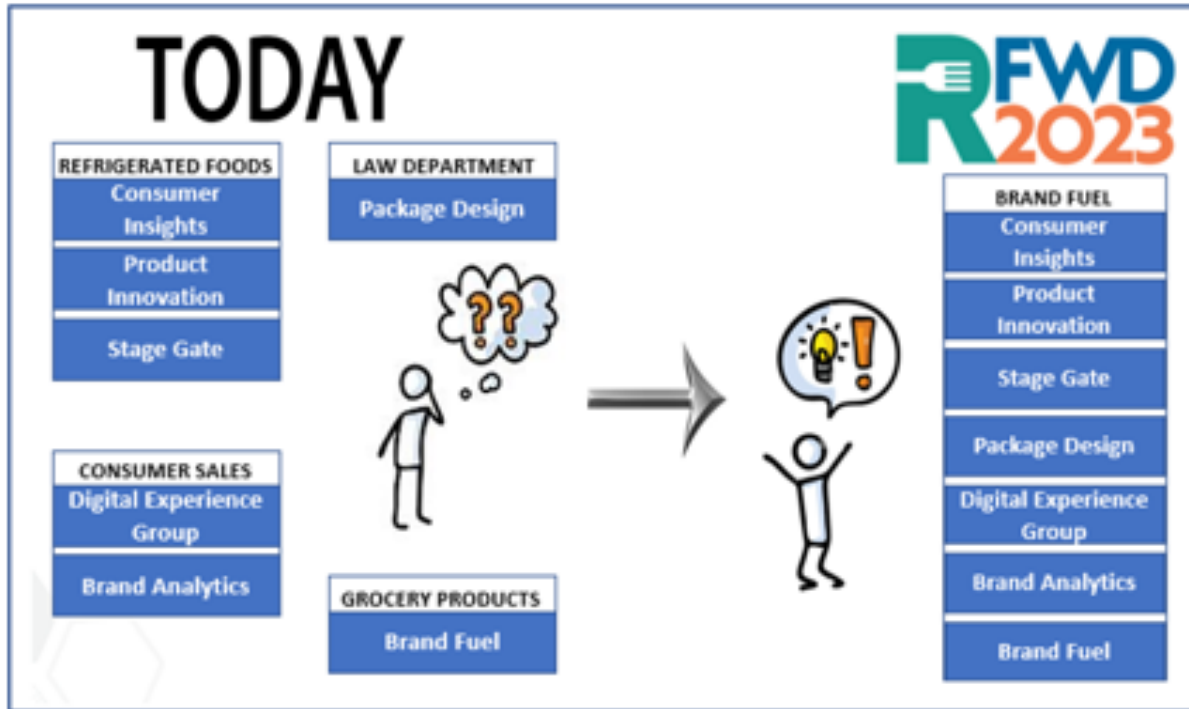 TODAY
REFRIGERATED FOODS
Consumer
Insights
Product
Innovation
Stage Gate
LAW DEPARTMENT
Package Design
??
CONSUMER SALES
Digital Experience
Group
Brand Analytics
GROCERY PRODUCTS
Brand Fuel
!
R FWD
2023
BRAND FUEL
Consumer
Insights
Product
Innovation
Stage Gate
Package Design
Digital Experience
Group
Brand Analytics
Brand Fuel